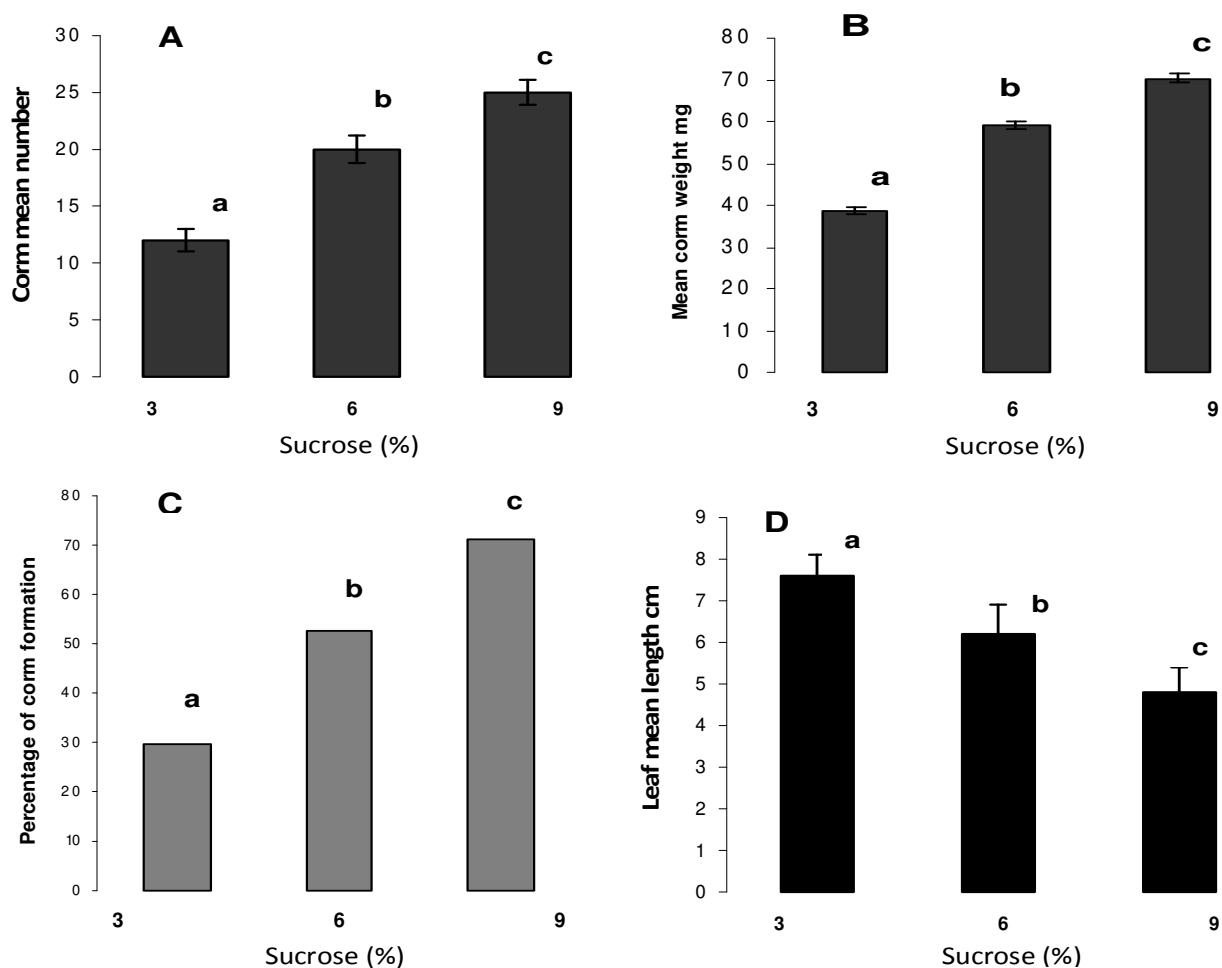 A
Corm mean number
30
25
20
15
10
5
0
a
b
c
3 6 9
Sucrose (%)
B
Mean corm weight mg
80
70
60
50
40
30
20
10
0
a
b
c
3 6 9
Sucrose (%)
C
Percentage of corm formation
80
70
60
50
40
30
20
10
0
a
b
c
3 6 9
Sucrose (%)
D
Leaf mean length cm
9
8
7
6
5
4
3
2
1
0
a
b
c
3 6 9
Sucrose (%)